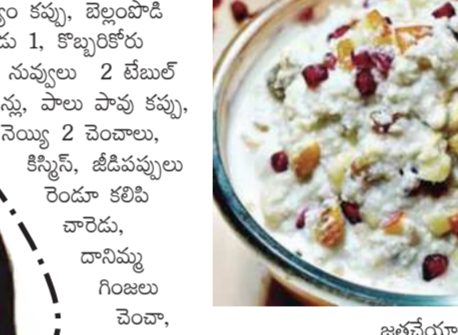 కప్పు, బెల్లంపొడి
1, కొబ్బరికోరు
నువ్వులు 2 టేబుల్
పాలు పావు కప్పు,
నెయ్యి 2 చెంచాలు,
కిస్మిస్, జీడిపప్పులు
రెండూ కలిపి
చారెడు,
దానిమ్మ
గింజలు
చెంచా,